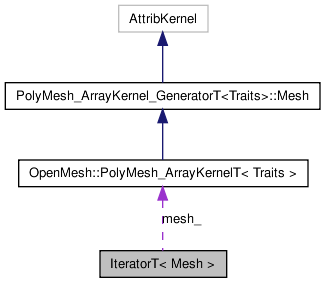 AttribKernel
PolyMesh_ArrayKernel_GeneratorT<Traits>::Mesh
OpenMesh::PolyMesh_ArrayKernelT< Traits >
mesh_
IteratorT< Mesh >